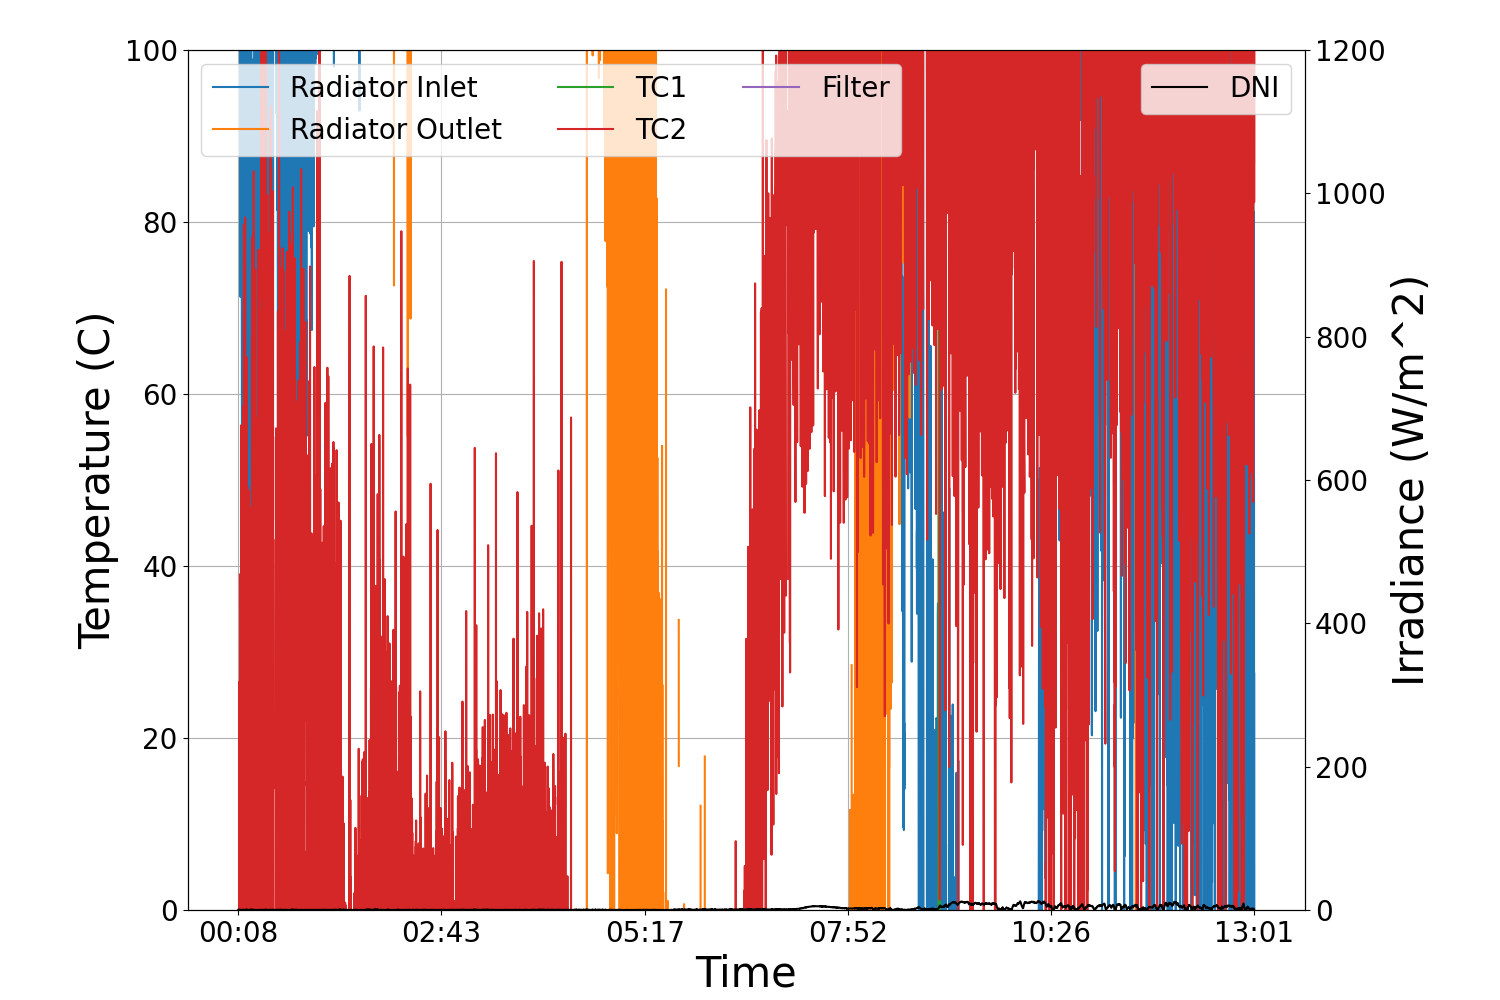 100
80
60
40
20
0
Temperature (C)
Radiator Inlet
Radiator Outlet
TC1
TC2
Filter
DNI
1200
1000
800
600
400
200
0
Irradiance (W/m^2)
00:08
02:43
05:17
07:52
10:26
13:01
Time